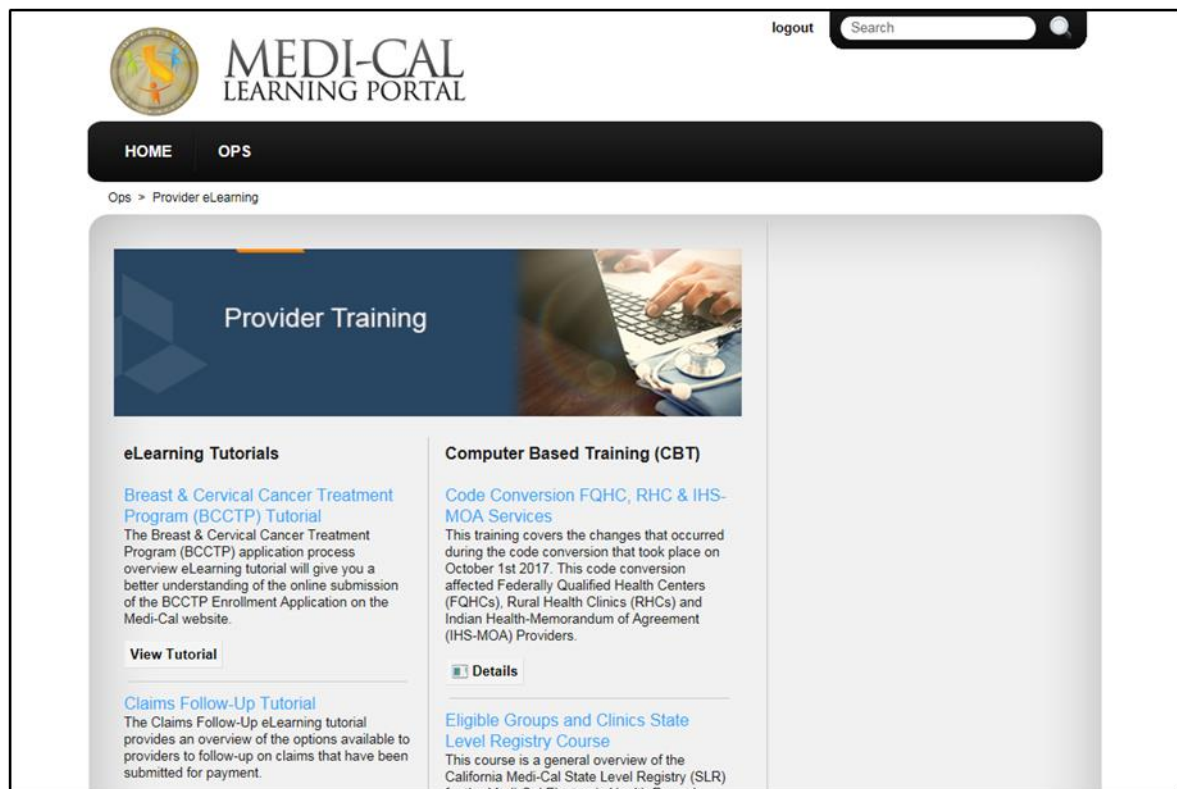 logout
Search
MEDI-CAL
LEARNING PORTAL
HOME
OPS
Ops > Provider eLearning
Provider Training
eLearning Tutorials
Breast & Cervical Cancer Treatment
Program (BCCTP) Tutorial
The Breast & Cervical Cancer Treatment
Program (BCCTP) application process
overview eLearning tutorial will give you a
better understanding of the online submission
of the BCCTP Enrollment Application on the
Medi-Cal website.
View Tutorial
Claims Follow-Up Tutorial
The Claims Follow-Up eLearning tutorial
provides an overview of the options available to
providers to follow-up on claims that have been
submitted for payment.
Computer Based Training (CBT)
Code Conversion FQHC, RHC & IHS-
MOA Services
This training covers the changes that occurred
during the code conversion that took place on
October 1st 2017. This code conversion
affected Federally Qualified Health Centers
(FQHCs), Rural Health Clinics (RHCs) and
Indian Health-Memorandum of Agreement
(IHS-MOA) Providers.
Details
Eligible Groups and Clinics State
Level Registry Course
This course is a general overview of the
California Medi-Cal State Level Registry (SLR)